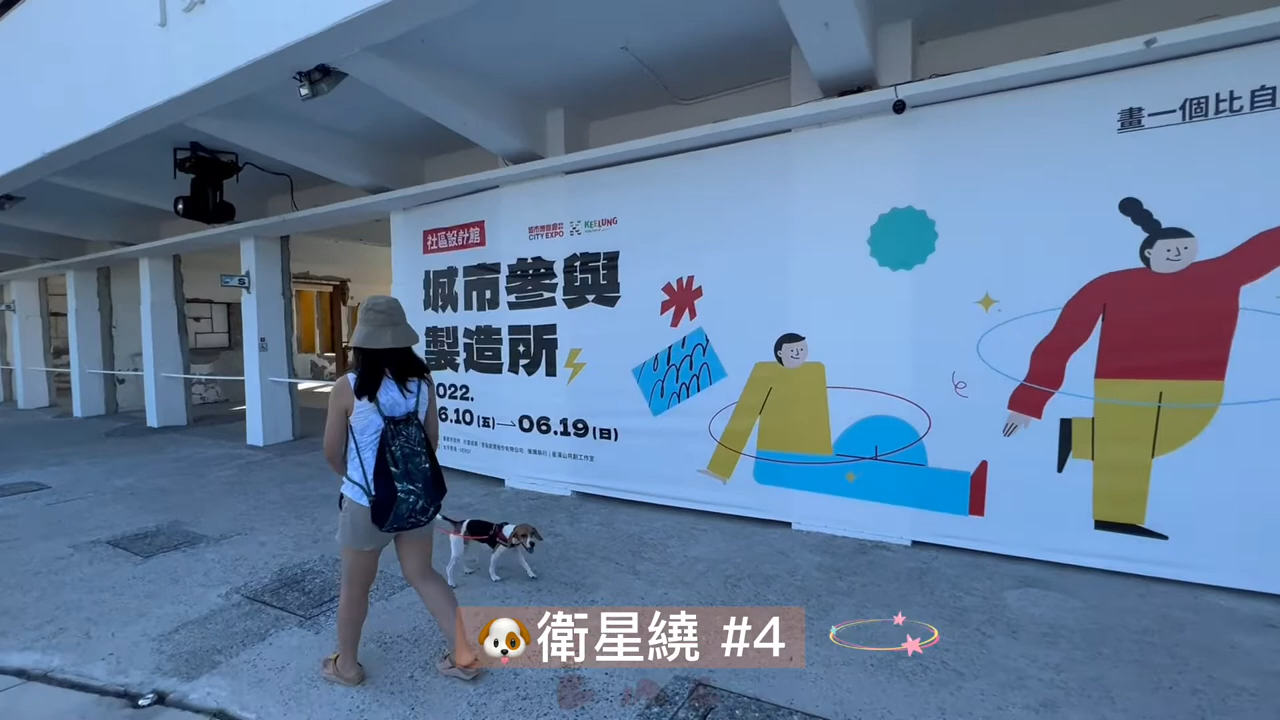 畫一個比自
社區設計館
城市博覽會
CITY EXPO
KEELUNG
城市參與
製造所
022.
6.10 (五)—06.19 (日)
衛星繞 #4